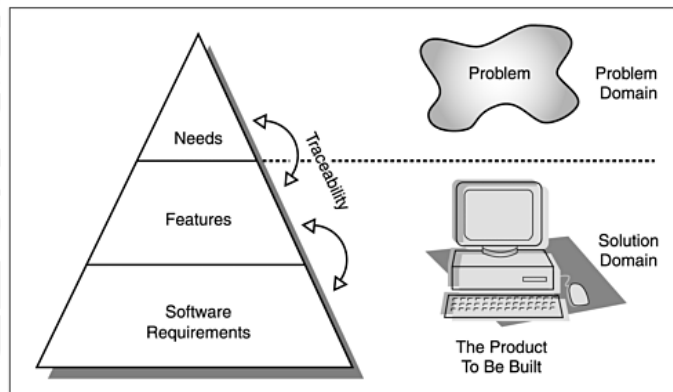 Needs
Features
Software
Requirements
Traceability
Problem
Problem
Domain
Solution
Domain
The Product
To Be Built